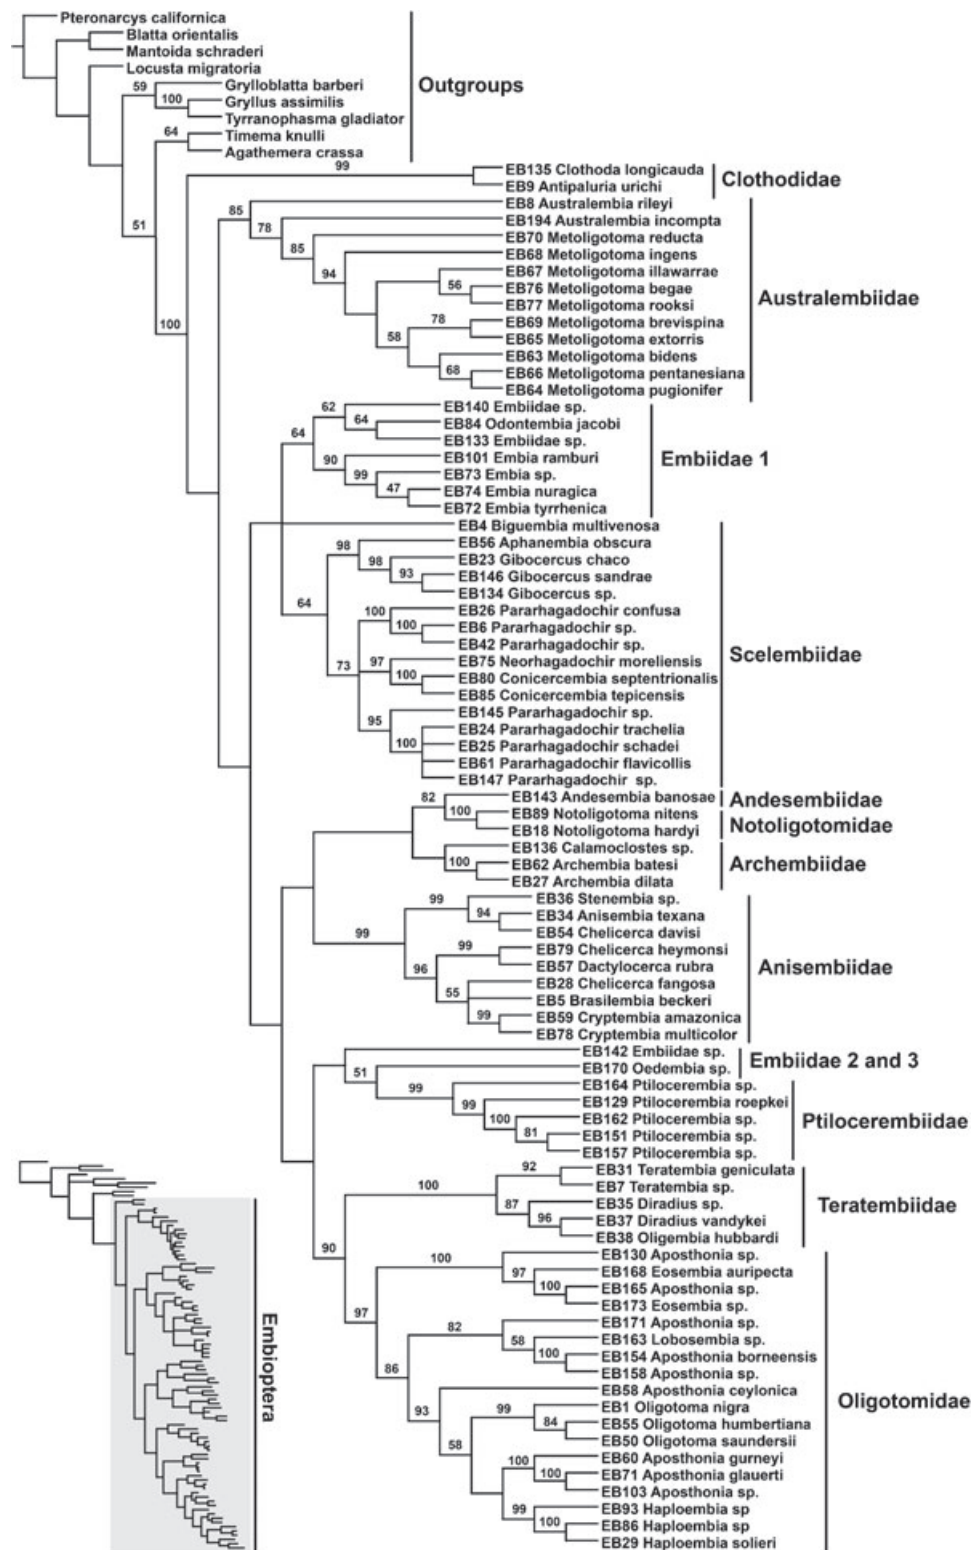 Pteronarcys californica
Blatta orientalis
Mantoida schraderi
Locusta migratoria
59 Grylloblatta barberi
Outgroups
100 Gryllus assimilis
Tyrranophasma gladiator
64 Timema knulli
Agathemera crassa
99 EB135 Clothoda longicauda
Clothodidae
EB9 Antipaluria urichi
85 EB8 Australembia rileyi
51 78 EB194 Australembia incompta
85 EB70 Metoligotoma reducta
94 EB68 Metoligotoma ingens
EB67 Metoligotoma illawarrae
56 EB76 Metoligotoma begae
Australembiidae
EB77 Metoligotoma rooksi
100 58 78 EB69 Metoligotoma brevispina
EB65 Metoligotoma extorris
EB63 Metoligotoma bidens
68 EB66 Metoligotoma pentanesiana
EB64 Metoligotoma pugionifer
62 EB140 Embiidae sp.
64 64 EB84 Odontembia jacobi
EB133 Embiidae sp.
90 EB101 Embia ramburi
Embiidae 1
99 EB73 Embia sp.
47 EB74 Embia nuragica
EB72 Embia tyrrhenica
EB4 Biguembia multivenosa
98 EB56 Aphanembia obscura
98 EB23 Gibocercus chaco
93 EB146 Gibocercus sandrae
EB134 Gibocercus sp.
64 100 EB26 Pararhagadochir confusa
100 EB6 Pararhagadochir sp.
EB42 Pararhagadochir sp.
Scelembiidae
73 97 EB75 Neorhagadochir moreliensis
100 EB80 Conicercembia septentrionalis
EB85 Conicercembia tepicensis
95 EB145 Pararhagadochir sp.
EB24 Pararhagadochir trachelia
100 EB25 Pararhagadochir schadei
EB61 Pararhagadochir flavicollis
EB147 Pararhagadochir sp.
82 EB143 Andesembia banosae
Andesembiidae
100 EB89 Notoligotoma nitens
Notoligotomidae
EB18 Notoligotoma hardyi
EB136 Calamoclostes sp.
100 EB62 Archembia batesi
Archembiidae
EB27 Archembia dilata
99 EB36 Stenembia sp.
94 EB34 Anisembia texana
99 EB54 Chelicerca davisi
99 EB79 Chelicerca heymonsi
96 EB57 Dactylocerca rubra
Anisembiidae
EB28 Chelicerca fangosa
55 EB5 Brasilembia beckeri
99 EB59 Cryptembia amazonica
EB78 Cryptembia multicolor
EB142 Embiidae sp.
Embiidae 2 and 3
51 EB170 Oedembia sp.
99 EB164 Ptilocerembia sp.
99 EB129 Ptilocerembia roepkei
100 EB162 Ptilocerembia sp.
Ptilocerembiidae
81 EB151 Ptilocerembia sp.
EB157 Ptilocerembia sp.
92 EB31 Teratembia geniculata
100 EB7 Teratembia sp.
87 EB35 Diradius sp.
Teratembiidae
96 EB37 Diradius vandykei
EB38 Oligembia hubbardi
90 100 EB130 Aposthonia sp.
97 EB168 Eosembia auripecta
100 EB165 Aposthonia sp.
97 EB173 Eosembia sp.
82 EB171 Aposthonia sp.
58 EB163 Lobosembia sp.
100 EB154 Aposthonia borneensis
86 EB158 Aposthonia sp.
EB58 Aposthonia ceylonica
Oligotomidae
93 99 EB1 Oligotoma nigra
84 EB55 Oligotoma humbertiana
58 EB50 Oligotoma saundersii
100 EB60 Aposthonia gurneyi
100 EB71 Aposthonia glauerti
EB103 Aposthonia sp.
99 EB93 Haploembia sp
100 EB86 Haploembia sp
EB29 Haploembia solieri
Embioptera